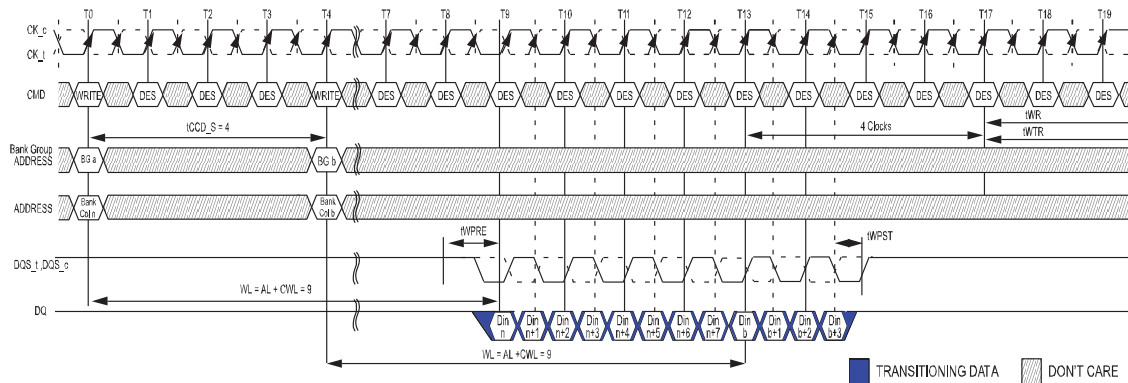 T0 T1 T2 T3 T4 T7 T8 T9 T10 T11 T12 T13 T14 T15 T16 T17 T18 T19
CK_c
CK_t
CMD WRITE DES DES DES WRITE DES DES DES DES DES DES DES DES DES DES DES DES DES
tCCD_S = 4
4 Clocks
tWR
tWTR
Bank Group
ADDRESS
BG a
BG b
ADDRESS
Bank
Col n
Bank
Col b
tWPRE
tWPST
DQS_t ,DQS_c
WL = AL + CWL = 9
DQ
Din
n
Din
n+1
Din
n+2
Din
n+3
Din
n+4
Din
n+5
Din
n+6
Din
n+7
Din
b
Din
b+1
Din
b+2
Din
b+3
WL = AL +CWL = 9
TRANSITIONING DATA
DON'T CARE